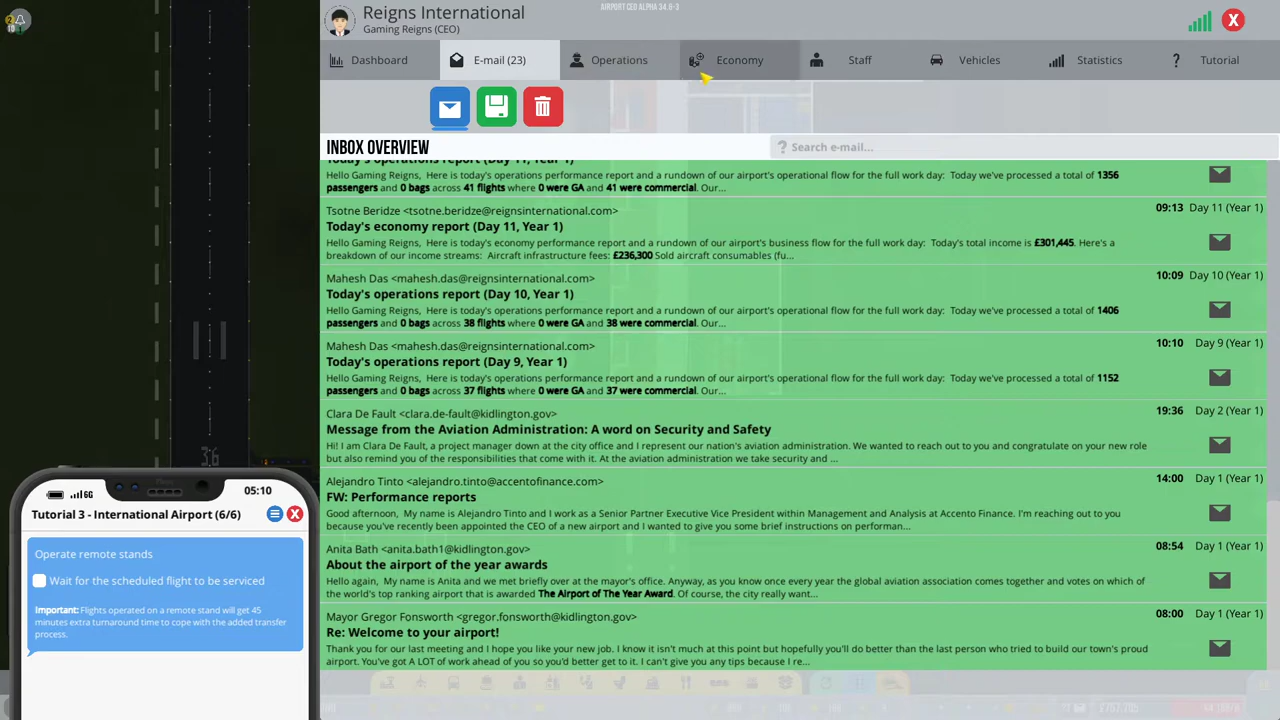 AIRPORT CEO ALPHA 34.6-3
Reigns International
Gaming Reigns (CEO)
Dashboard
E-mail (23)
Operations
Economy
Staff
Vehicles
Statistics
? Tutorial
INBOX OVERVIEW
? Search e-mail...
Today's operations report (Day 11, Year 1)
Hello Gaming Reigns, Here is today's operations performance report and a rundown of our airport's operational flow for the full work day: Today we've processed a total of 1356
passengers and 0 bags across 41 flights where 0 were GA and 41 were commercial. Our...
Tsotne Beridze <tsotne.beridze@reignsinternational.com>
09:13 Day 11 (Year 1)
Today's economy report (Day 11, Year 1)
Hello Gaming Reigns, Here is today's economy performance report and a rundown of our airport's business flow for the full work day: Today's total income is £301,445. Here's a
breakdown of our income streams: Aircraft infrastructure fees: £236,300 Sold aircraft consumables (fu...
Mahesh Das <mahesh.das@reignsinternational.com>
10:09 Day 10 (Year 1)
Today's operations report (Day 10, Year 1)
Hello Gaming Reigns, Here is today's operations performance report and a rundown of our airport's operational flow for the full work day: Today we've processed a total of 1406
passengers and 0 bags across 38 flights where 0 were GA and 38 were commercial. Our...
Mahesh Das <mahesh.das@reignsinternational.com>
10:10 Day 9 (Year 1)
Today's operations report (Day 9, Year 1)
Hello Gaming Reigns, Here is today's operations performance report and a rundown of our airport's operational flow for the full work day: Today we've processed a total of 1152
passengers and 0 bags across 37 flights where 0 were GA and 37 were commercial. Our...
Clara De Fault <clara.de-fault@kidlington.gov>
19:36 Day 2 (Year 1)
Message from the Aviation Administration: A word on Security and Safety
Hi! I am Clara De Fault, a project manager down at the city office and I represent our nation's aviation administration. We wanted to reach out to you and congratulate on your new role
but also remind you of the responsibilities that come with it. At the aviation administration we take security and ...
Alejandro Tinto <alejandro.tinto@accentofinance.com>
14:00 Day 1 (Year 1)
FW: Performance reports
Good afternoon, My name is Alejandro Tinto and I work as a Senior Partner Executive Vice President within Management and Analysis at Accento Finance. I'm reaching out to you
because you've recently been appointed the CEO of a new airport and I wanted to give you some brief instructions on performan...
Anita Bath <anita.bath1@kidlington.gov>
08:54 Day 1 (Year 1)
About the airport of the year awards
Hello again, My name is Anita and we met briefly over at the mayor's office. Anyway, as you know once every year the global aviation association comes together and votes on which of
the world's top ranking airport that is awarded The Airport of The Year Award. Of course, the city really want...
Mayor Gregor Fonsworth <gregor.fonsworth@kidlington.gov>
08:00 Day 1 (Year 1)
Re: Welcome to your airport!
Thank you for our last meeting and I hope you like your new job. I know it isn't much at this point but hopefully you'll do better than the last person who tried to build our town's proud
airport. You've got A LOT of work ahead of you so you'd better get to it. I can't give you any tips because I re...
36
6G
05:10
Tutorial 3 - International Airport (6/6)
Operate remote stands
Wait for the scheduled flight to be serviced
Important: Flights operated on a remote stand will get 45
minutes extra turnaround time to cope with the added transfer
process.